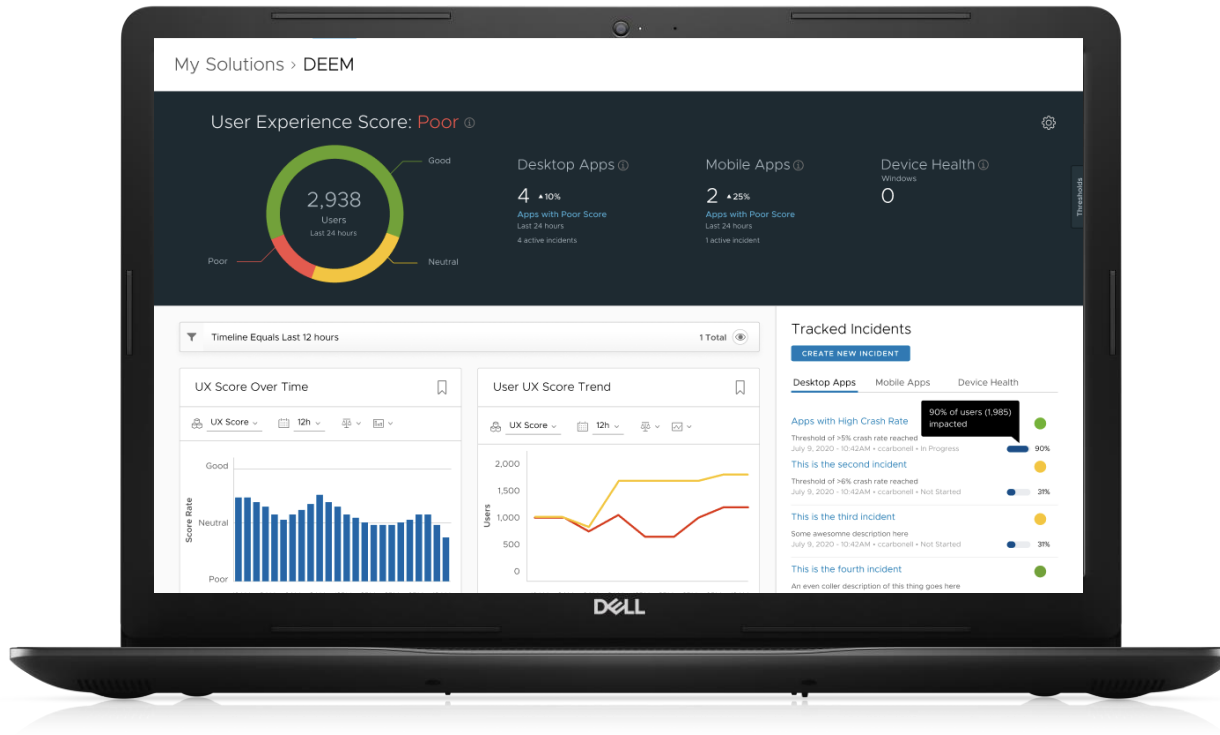 My Solutions > DEEM
User Experience Score: Poor
Good
2,938
Users
Last 24 hours
Poor
Neutral
Desktop Apps
4 ▲10%
Apps with Poor Score
Last 24 hours
4 active incidents
Mobile Apps
2 ▲25%
Apps with Poor Score
Last 24 hours
1 active incident
Device Health
Windows
0
Thresholds
Timeline Equals Last 12 hours
1 Total
UX Score Over Time
UX Score
12h
Score Rate
Good
Neutral
Poor
User UX Score Trend
UX Score
12h
Users
2,000
1,500
1,000
500
0
Tracked Incidents
CREATE NEW INCIDENT
Desktop Apps Mobile Apps Device Health
90% of users (1,985)
impacted
Apps with High Crash Rate
Threshold of >5% crash rate reached
July 9, 2020 - 10:42AM • ccarbonell • In Progress
90%
This is the second incident
Threshold of >6% crash rate reached
July 9, 2020 - 10:42AM • ccarbonell • Not Started
31%
This is the third incident
Some awesomne description here
July 9, 2020 - 10:42AM • ccarbonell • Not Started
31%
This is the fourth incident
An even coller description of this thing goes here
DELL